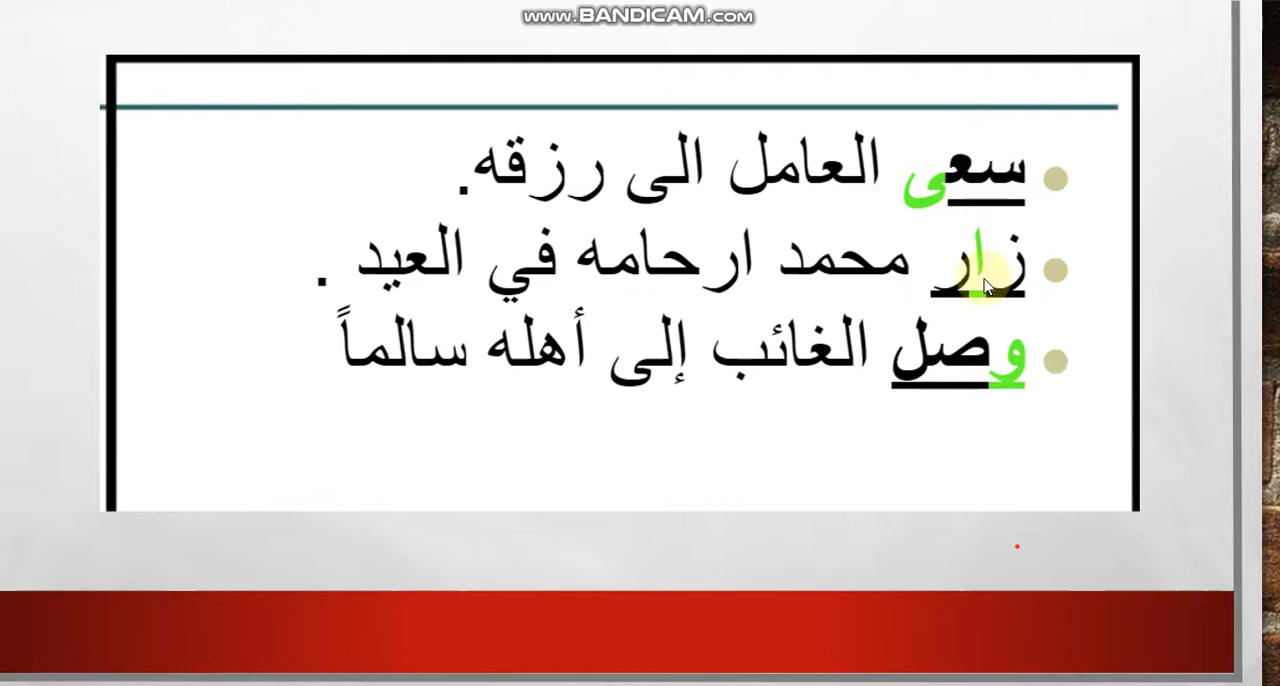 www.BANDICAM.com
سعى العامل الى رزقه.
زار محمد ارحامه في العيد .
وصل الغائب إلى أهله سالماً